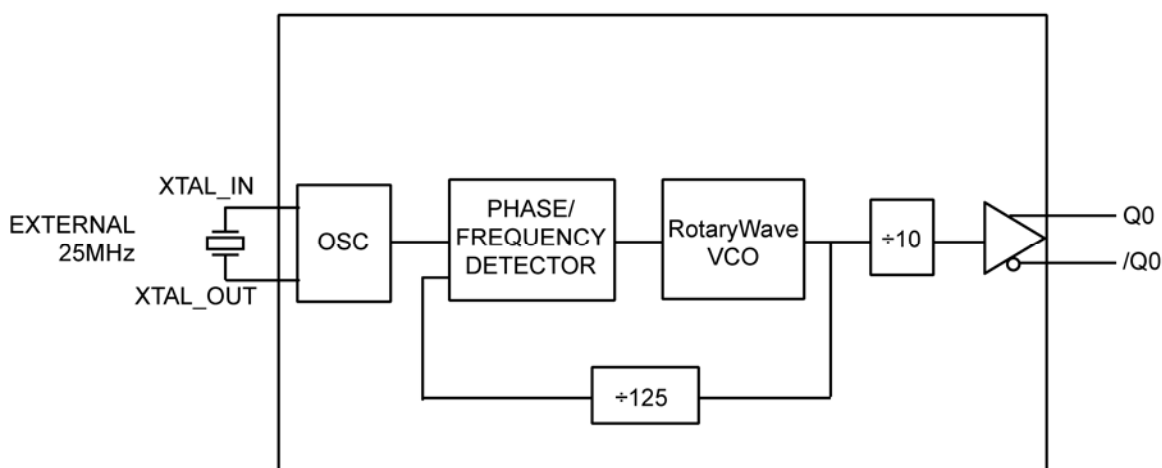 XTAL_IN
EXTERNAL
25MHz
XTAL_OUT
OSC
PHASE/
FREQUENCY
DETECTOR
RotaryWave
VCO
÷10
Q0
/Q0
÷125